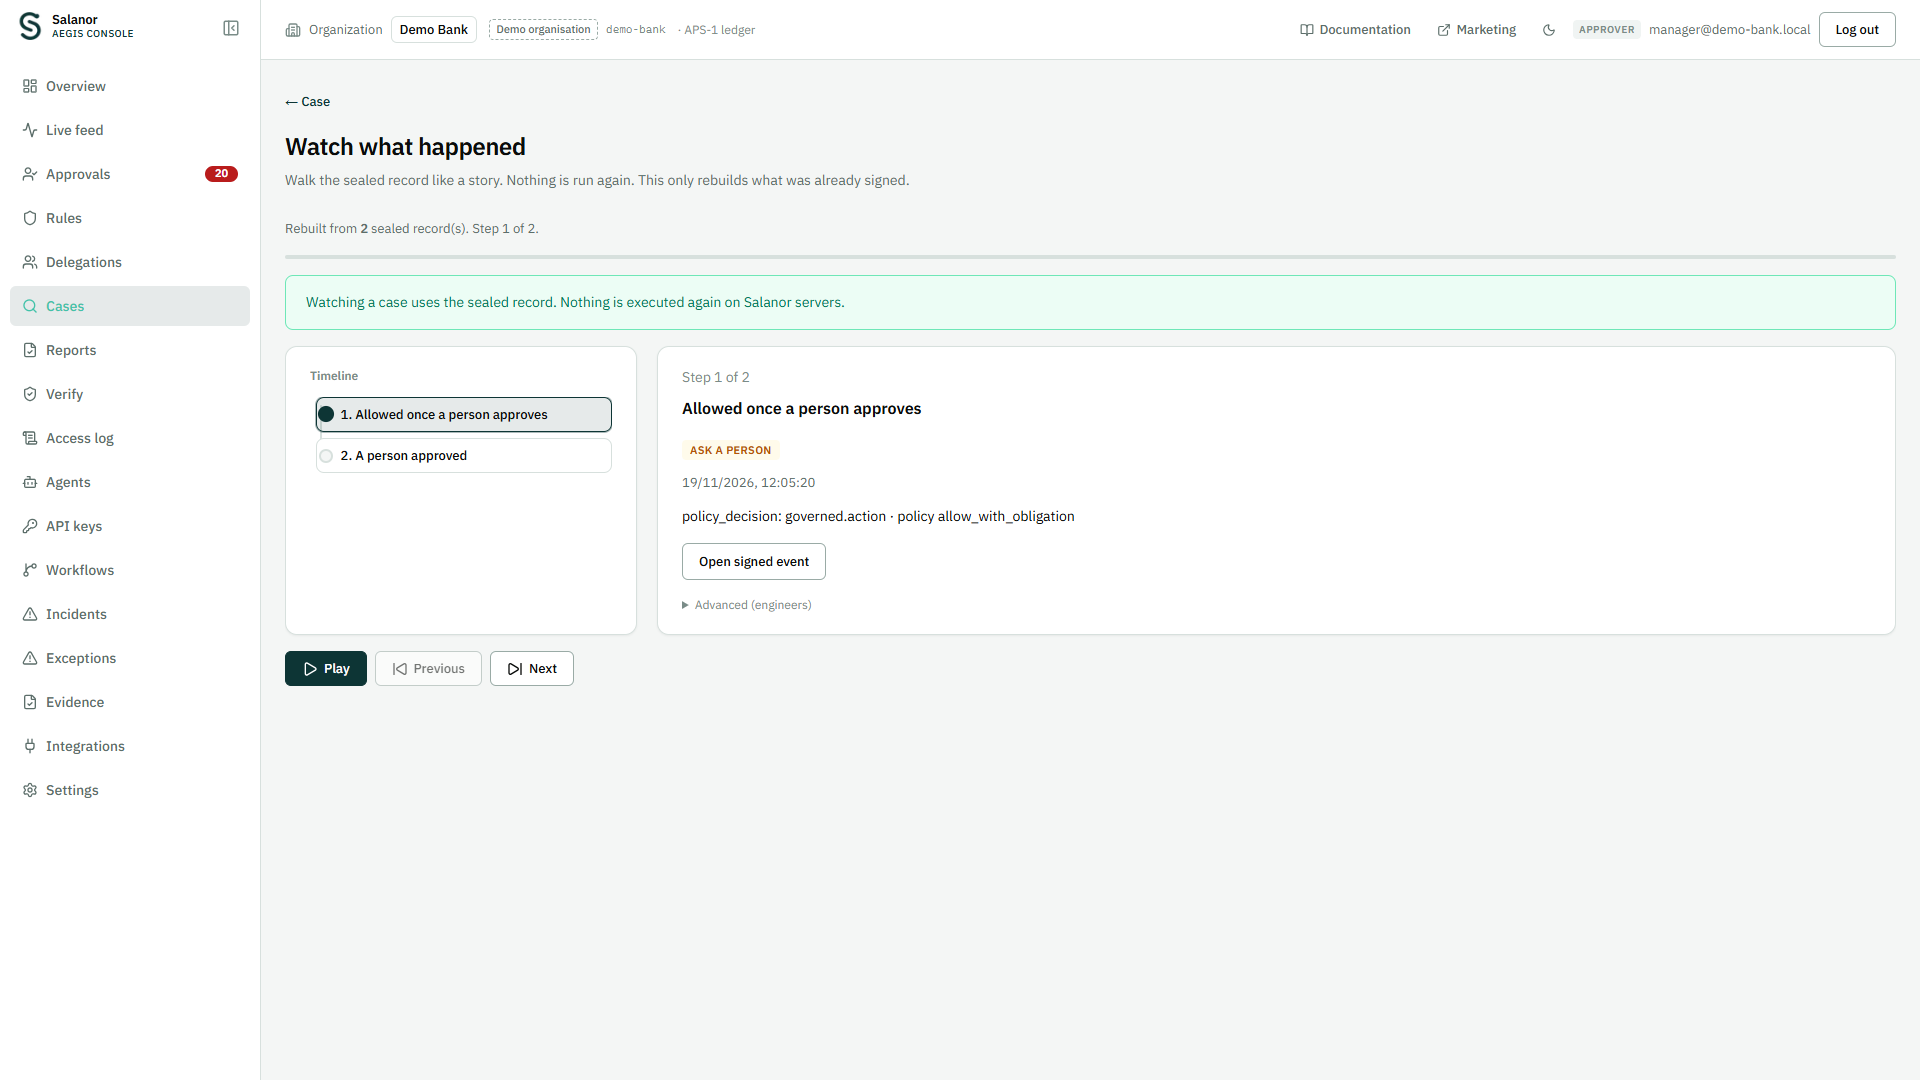 Salanor
AEGIS CONSOLE
Organization
Demo Bank
Demo organisation
demo-bank
· APS-1 ledger
Documentation
Marketing
APPROVER
manager@demo-bank.local
Log out
Overview
Live feed
Approvals
20
Rules
Delegations
Cases
Reports
Verify
Access log
Agents
API keys
Workflows
Incidents
Exceptions
Evidence
Integrations
Settings
← Case
Watch what happened
Walk the sealed record like a story. Nothing is run again. This only rebuilds what was already signed.
Rebuilt from 2 sealed record(s). Step 1 of 2.
Watching a case uses the sealed record. Nothing is executed again on Salanor servers.
Timeline
1. Allowed once a person approves
2. A person approved
Step 1 of 2
Allowed once a person approves
ASK A PERSON
19/11/2026, 12:05:20
policy_decision: governed.action · policy allow_with_obligation
Open signed event
Advanced (engineers)
Play
Previous
Next